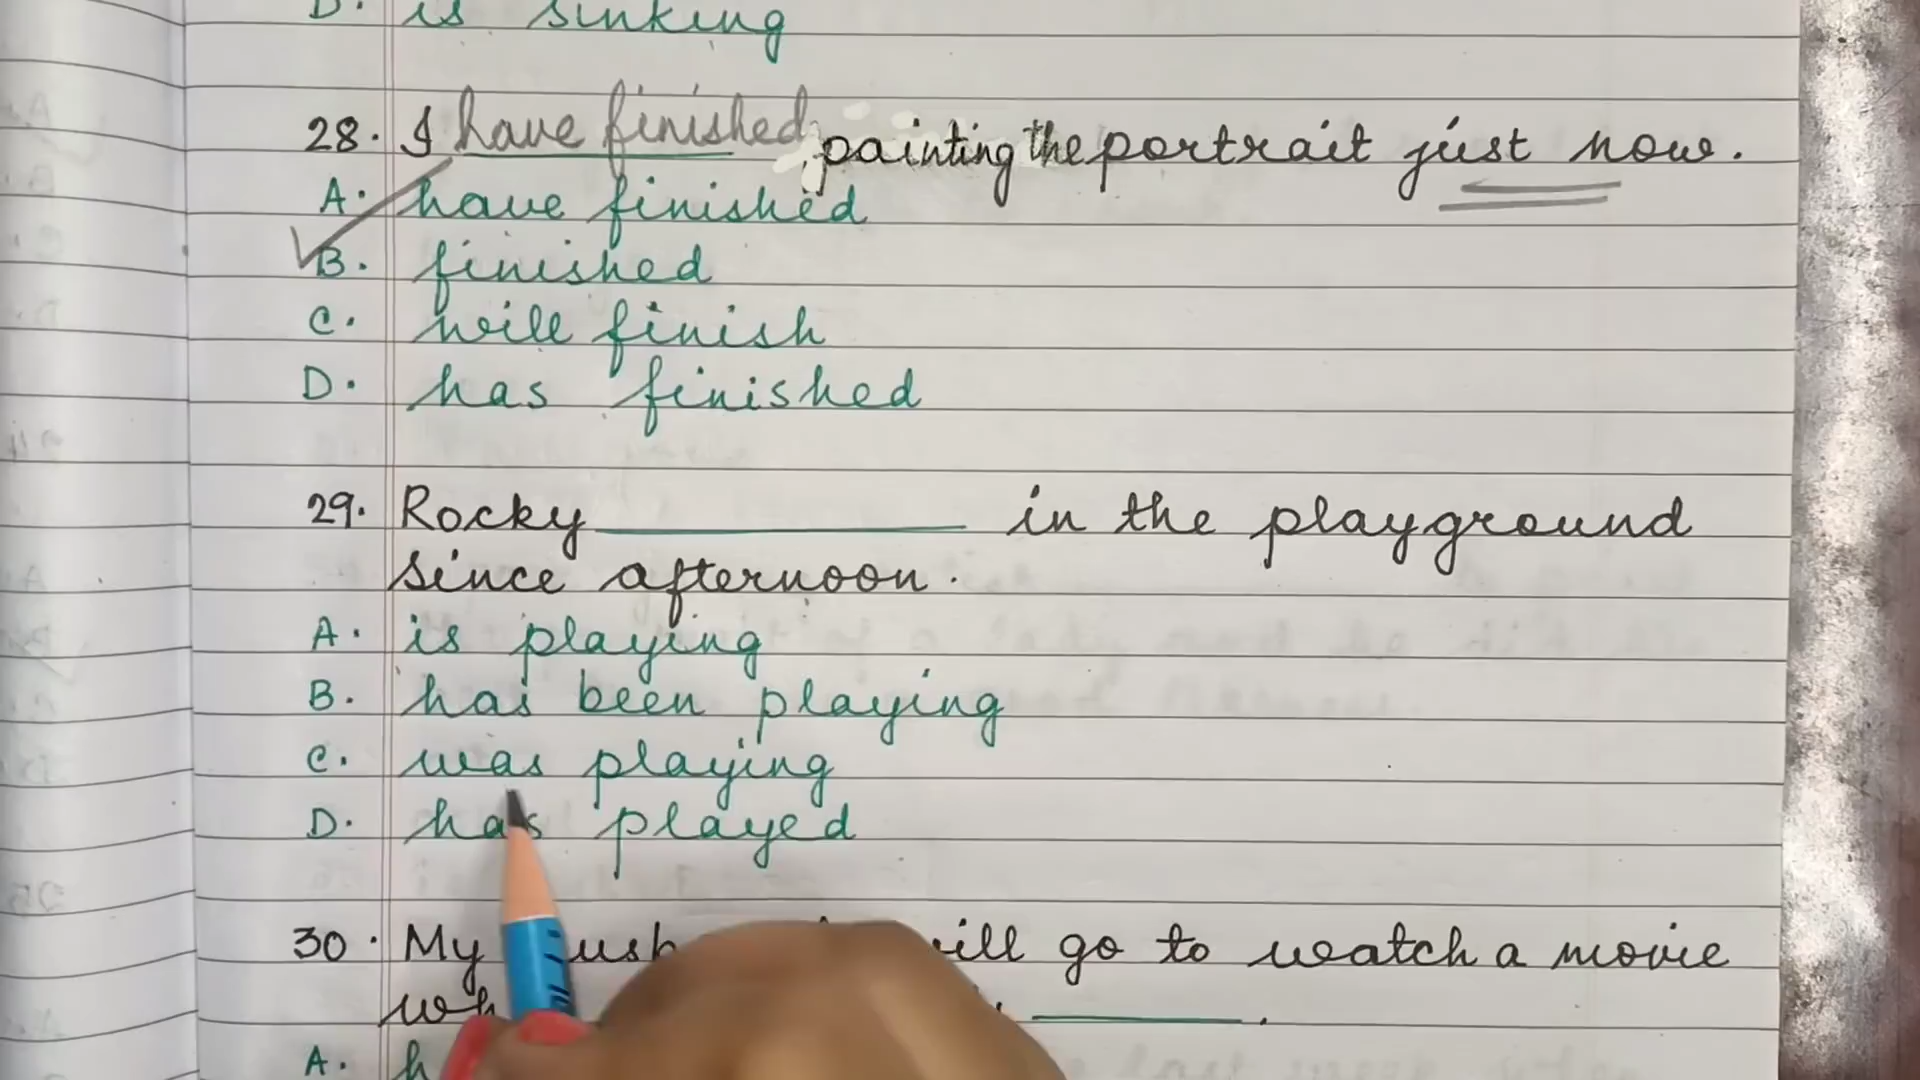 D. is sinking
28. I have finished painting the portrait just now.
A. have finished
B. finished
C. will finish
D. has finished
29. Rocky ____________ in the playground
since afternoon.
A. is playing
B. has been playing
C. was playing
D. has played
30. My will go to watch a movie
________.
A.